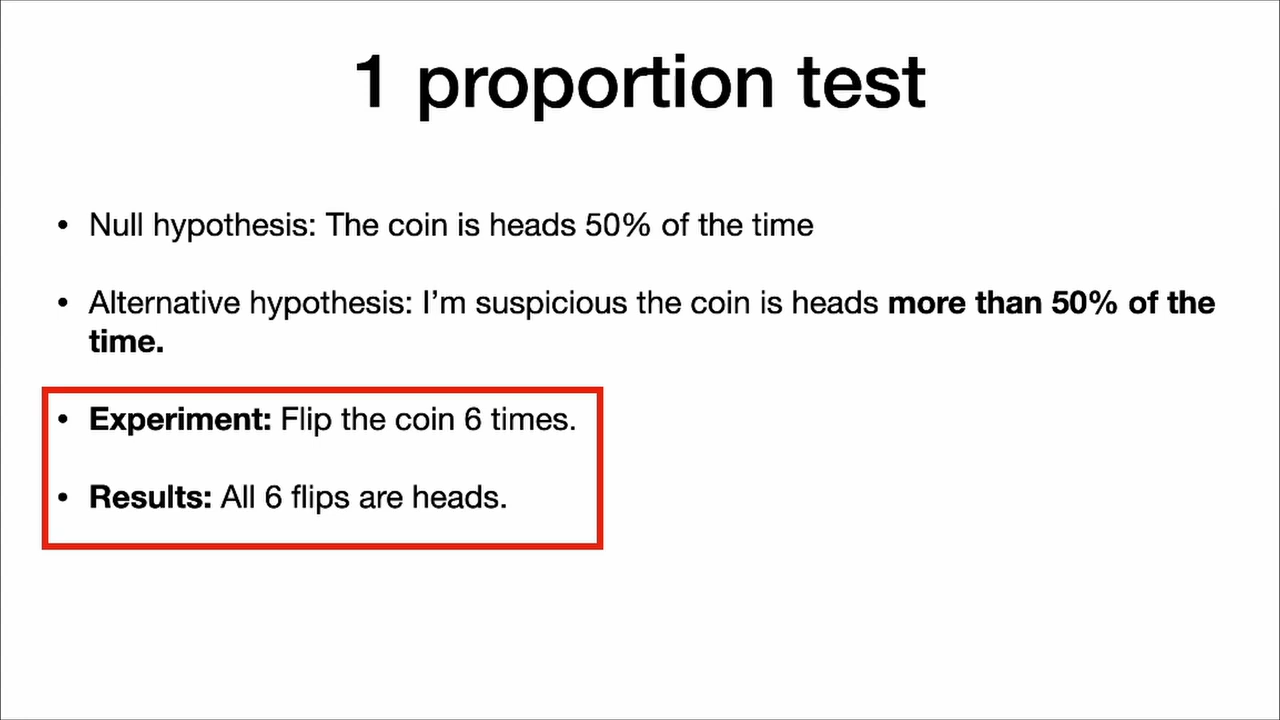 1 proportion test
• Null hypothesis: The coin is heads 50% of the time
• Alternative hypothesis: I’m suspicious the coin is heads more than 50% of the
time.
• Experiment: Flip the coin 6 times.
• Results: All 6 flips are heads.